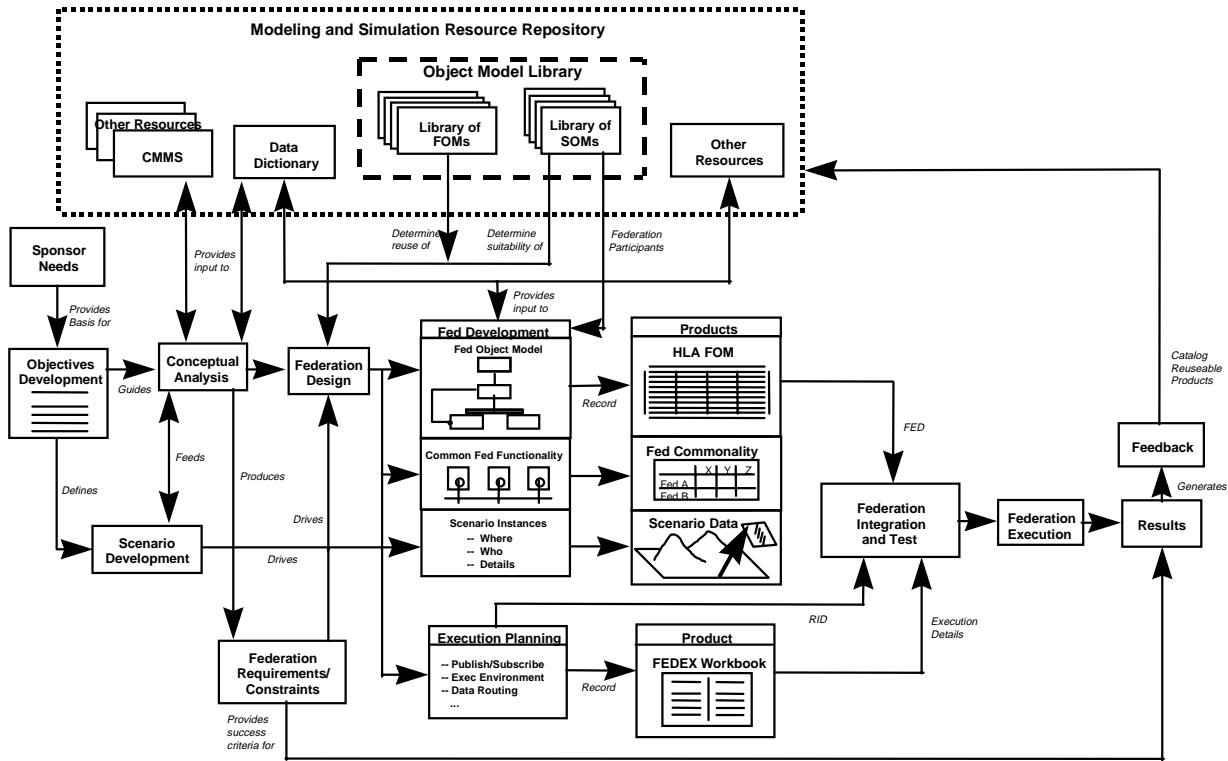 Modeling and Simulation Resource Repository
Object Model Library
Other Resources
CMMS
Data
Dictionary
Library of
FOMs
Library of
SOMs
Other
Resources
Sponsor
Needs
Provides
input to
Determine
reuse of
Determine
suitability of
Federation
Participants
Provides
Basis for
Provides
input to
Objectives
Development
Guides
Conceptual
Analysis
Federation
Design
Fed Development
Fed Object Model
Record
Products
HLA FOM
Catalog
Reuseable
Products
FED
Feeds
Produces
Common Fed Functionality
Fed Commonality
X Y Z
Fed A
Fed B
Feedback
Generates
Defines
Drives
Scenario
Development
Drives
Scenario Instances
-- Where
-- Who
-- Details
Scenario Data
Federation
Integration
and Test
Federation
Execution
Results
RID
Execution
Details
Federation
Requirements/
Constraints
Execution Planning
-- Publish/Subscribe
-- Exec Environment
-- Data Routing
...
Record
Product
FEDEX Workbook
Provides
success
criteria for